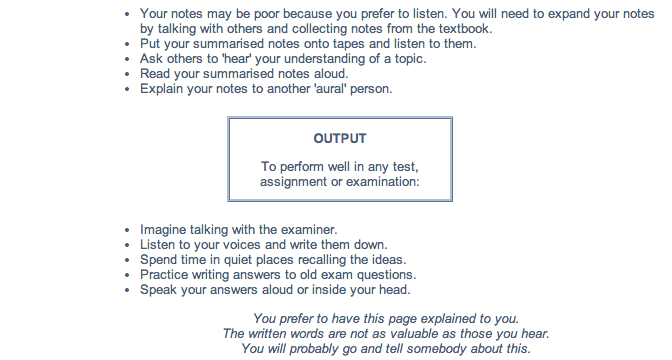 • Your notes may be poor because you prefer to listen. You will need to expand your notes
by talking with others and collecting notes from the textbook.
• Put your summarised notes onto tapes and listen to them.
• Ask others to 'hear' your understanding of a topic.
• Read your summarised notes aloud.
• Explain your notes to another 'aural' person.
OUTPUT
To perform well in any test,
assignment or examination:
• Imagine talking with the examiner.
• Listen to your voices and write them down.
• Spend time in quiet places recalling the ideas.
• Practice writing answers to old exam questions.
• Speak your answers aloud or inside your head.
You prefer to have this page explained to you.
The written words are not as valuable as those you hear.
You will probably go and tell somebody about this.